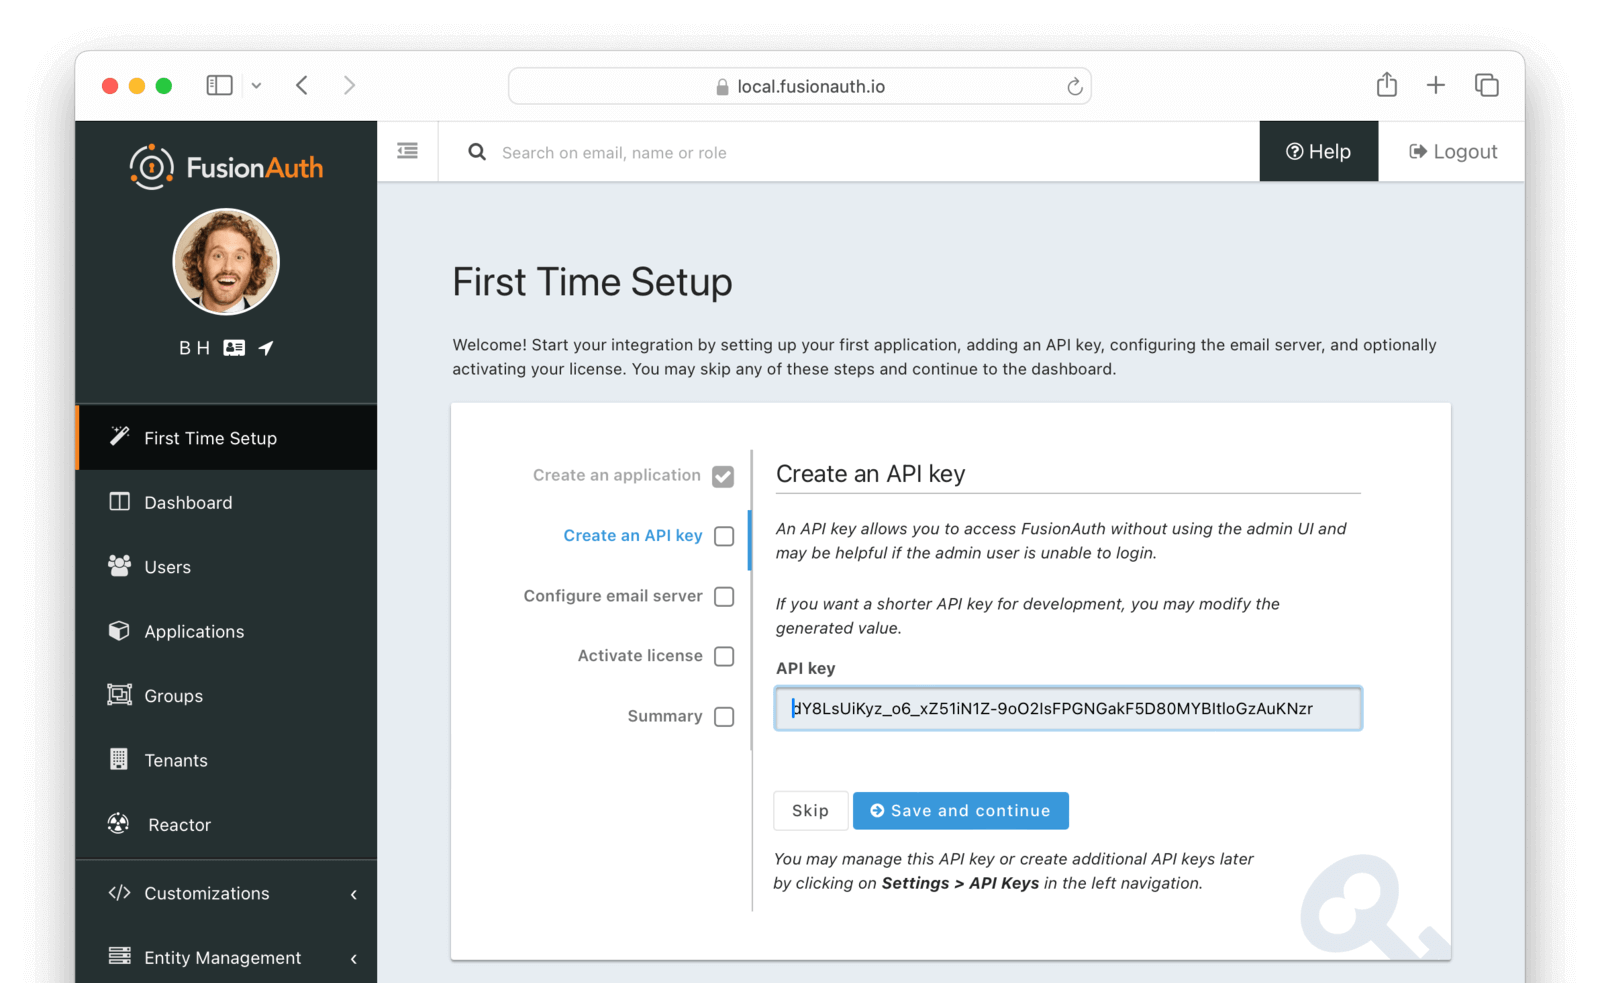 local.fusionauth.io
FusionAuth
Search on email, name or role
Help
Logout
B H
First Time Setup
Dashboard
Users
Applications
Groups
Tenants
Reactor
Customizations
Entity Management
First Time Setup
Welcome! Start your integration by setting up your first application, adding an API key, configuring the email server, and optionally
activating your license. You may skip any of these steps and continue to the dashboard.
Create an application
Create an API key
Configure email server
Activate license
Summary
Create an API key
An API key allows you to access FusionAuth without using the admin UI and
may be helpful if the admin user is unable to login.
If you want a shorter API key for development, you may modify the
generated value.
API key
dY8LsUiKyz_o6_xZ51iN1Z-9oO2IsFPGNGakF5D80MYBItloGzAuKNzr
Skip
Save and continue
You may manage this API key or create additional API keys later
by clicking on Settings > API Keys in the left navigation.